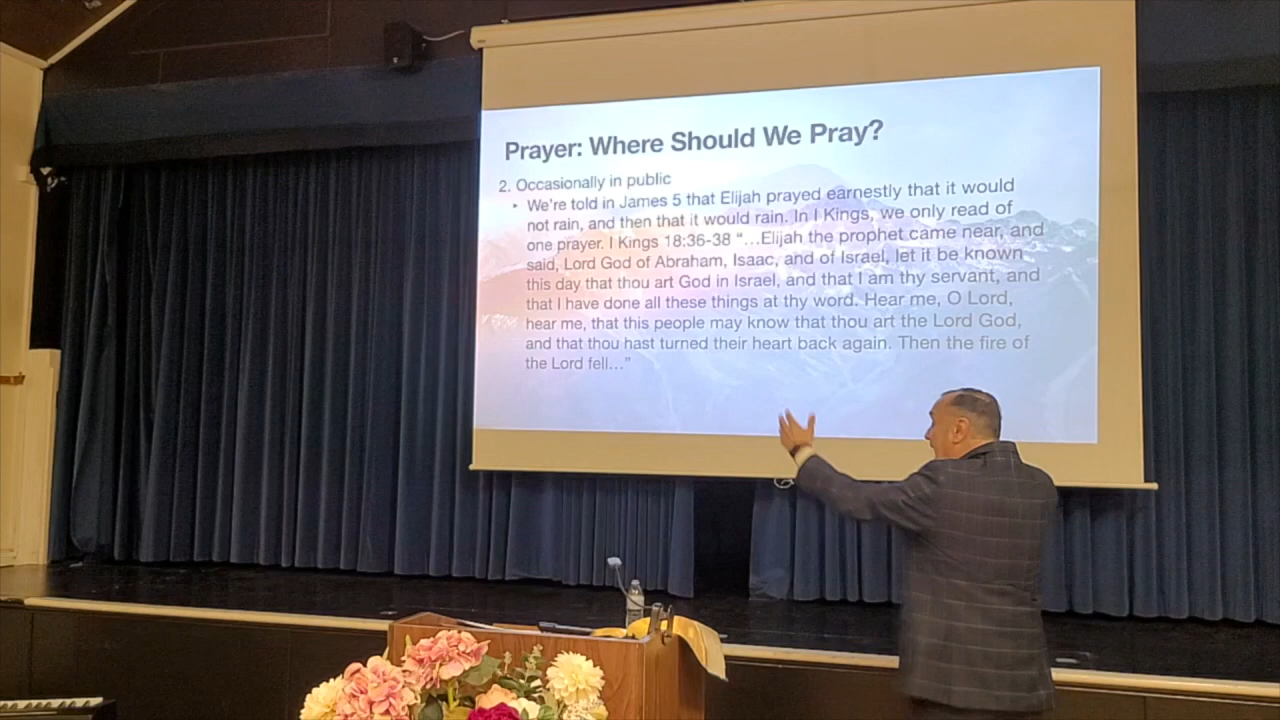 Prayer: Where Should We Pray?
2. Occasionally in public
‣ We're told in James 5 that Elijah prayed earnestly that it would
not rain, and then that it would rain. In I Kings, we only read of
one prayer. I Kings 18:36-38 “…Elijah the prophet came near, and
said, Lord God of Abraham, Isaac, and of Israel, let it be known
this day that thou art God in Israel, and that I am thy servant, and
that I have done all these things at thy word. Hear me, O Lord,
hear me, that this people may know that thou art the Lord God,
and that thou hast turned their heart back again. Then the fire of
the Lord fell…”